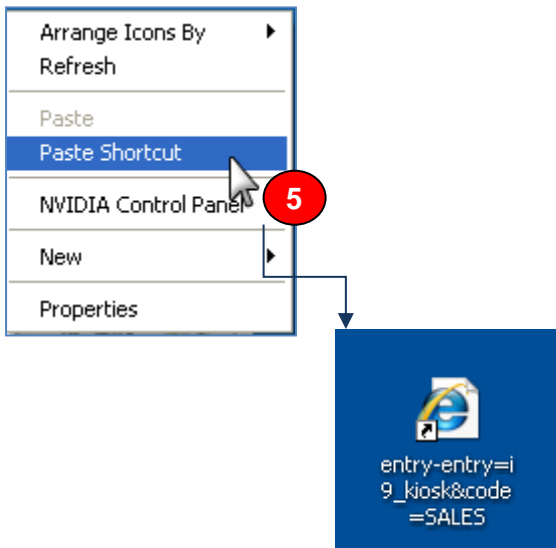 Arrange Icons By
Refresh
Paste
Paste Shortcut
NVIDIA Control Panel
5
New
Properties
entry-entry=i
9_kiosk&code
=SALES